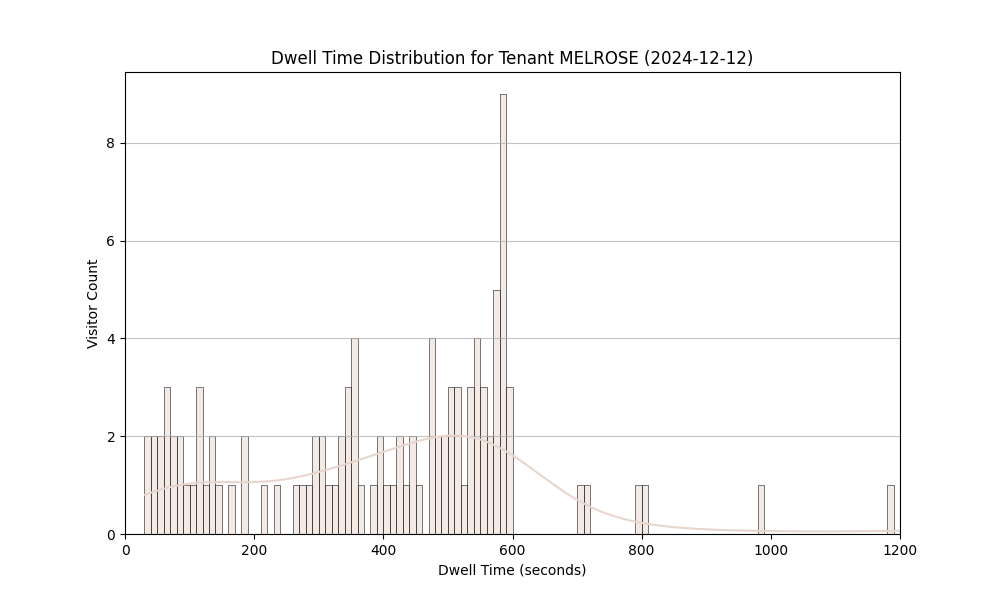 Dwell Time Distribution for Tenant MELROSE (2024-12-12)
Visitor Count
8
6
4
2
0
0 200 400 600 800 1000 1200
Dwell Time (seconds)